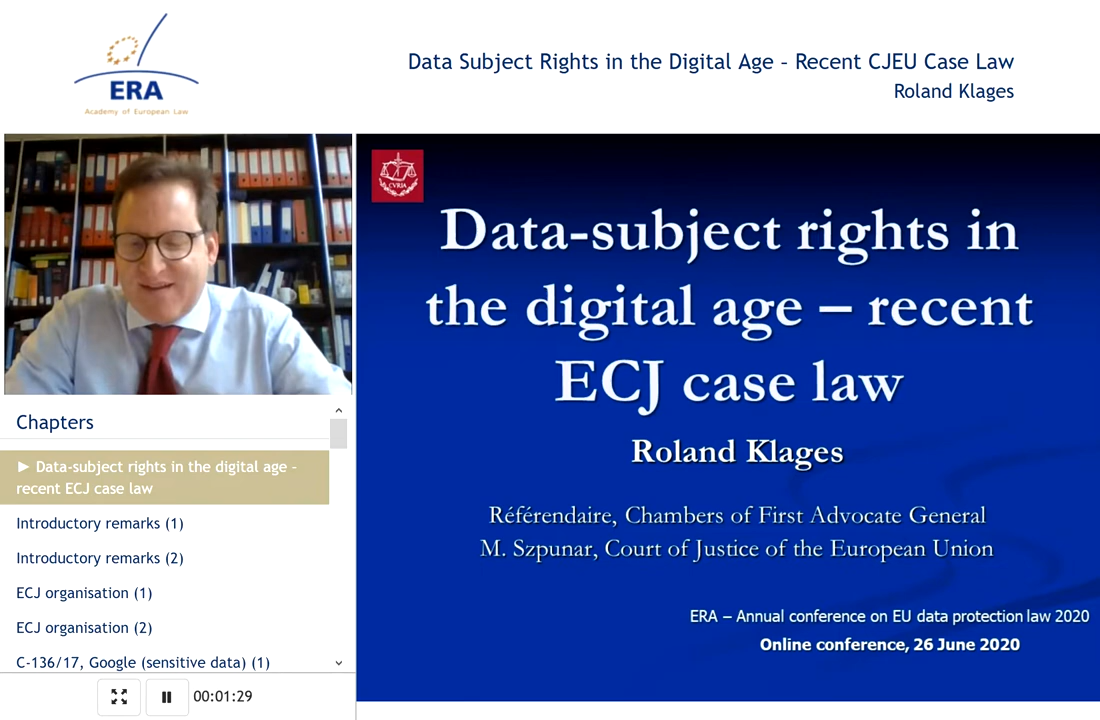 ERA
Academy of European Law
Data Subject Rights in the Digital Age - Recent CJEU Case Law
Roland Klages
CVRIA
Data-subject rights in
the digital age – recent
ECJ case law
Roland Klages
Référendaire, Chambers of First Advocate General
M. Szpunar, Court of Justice of the European Union
ERA – Annual conference on EU data protection law 2020
Online conference, 26 June 2020
Chapters
► Data-subject rights in the digital age –
recent ECJ case law
Introductory remarks (1)
Introductory remarks (2)
ECJ organisation (1)
ECJ organisation (2)
C-136/17, Google (sensitive data) (1)
00:01:29